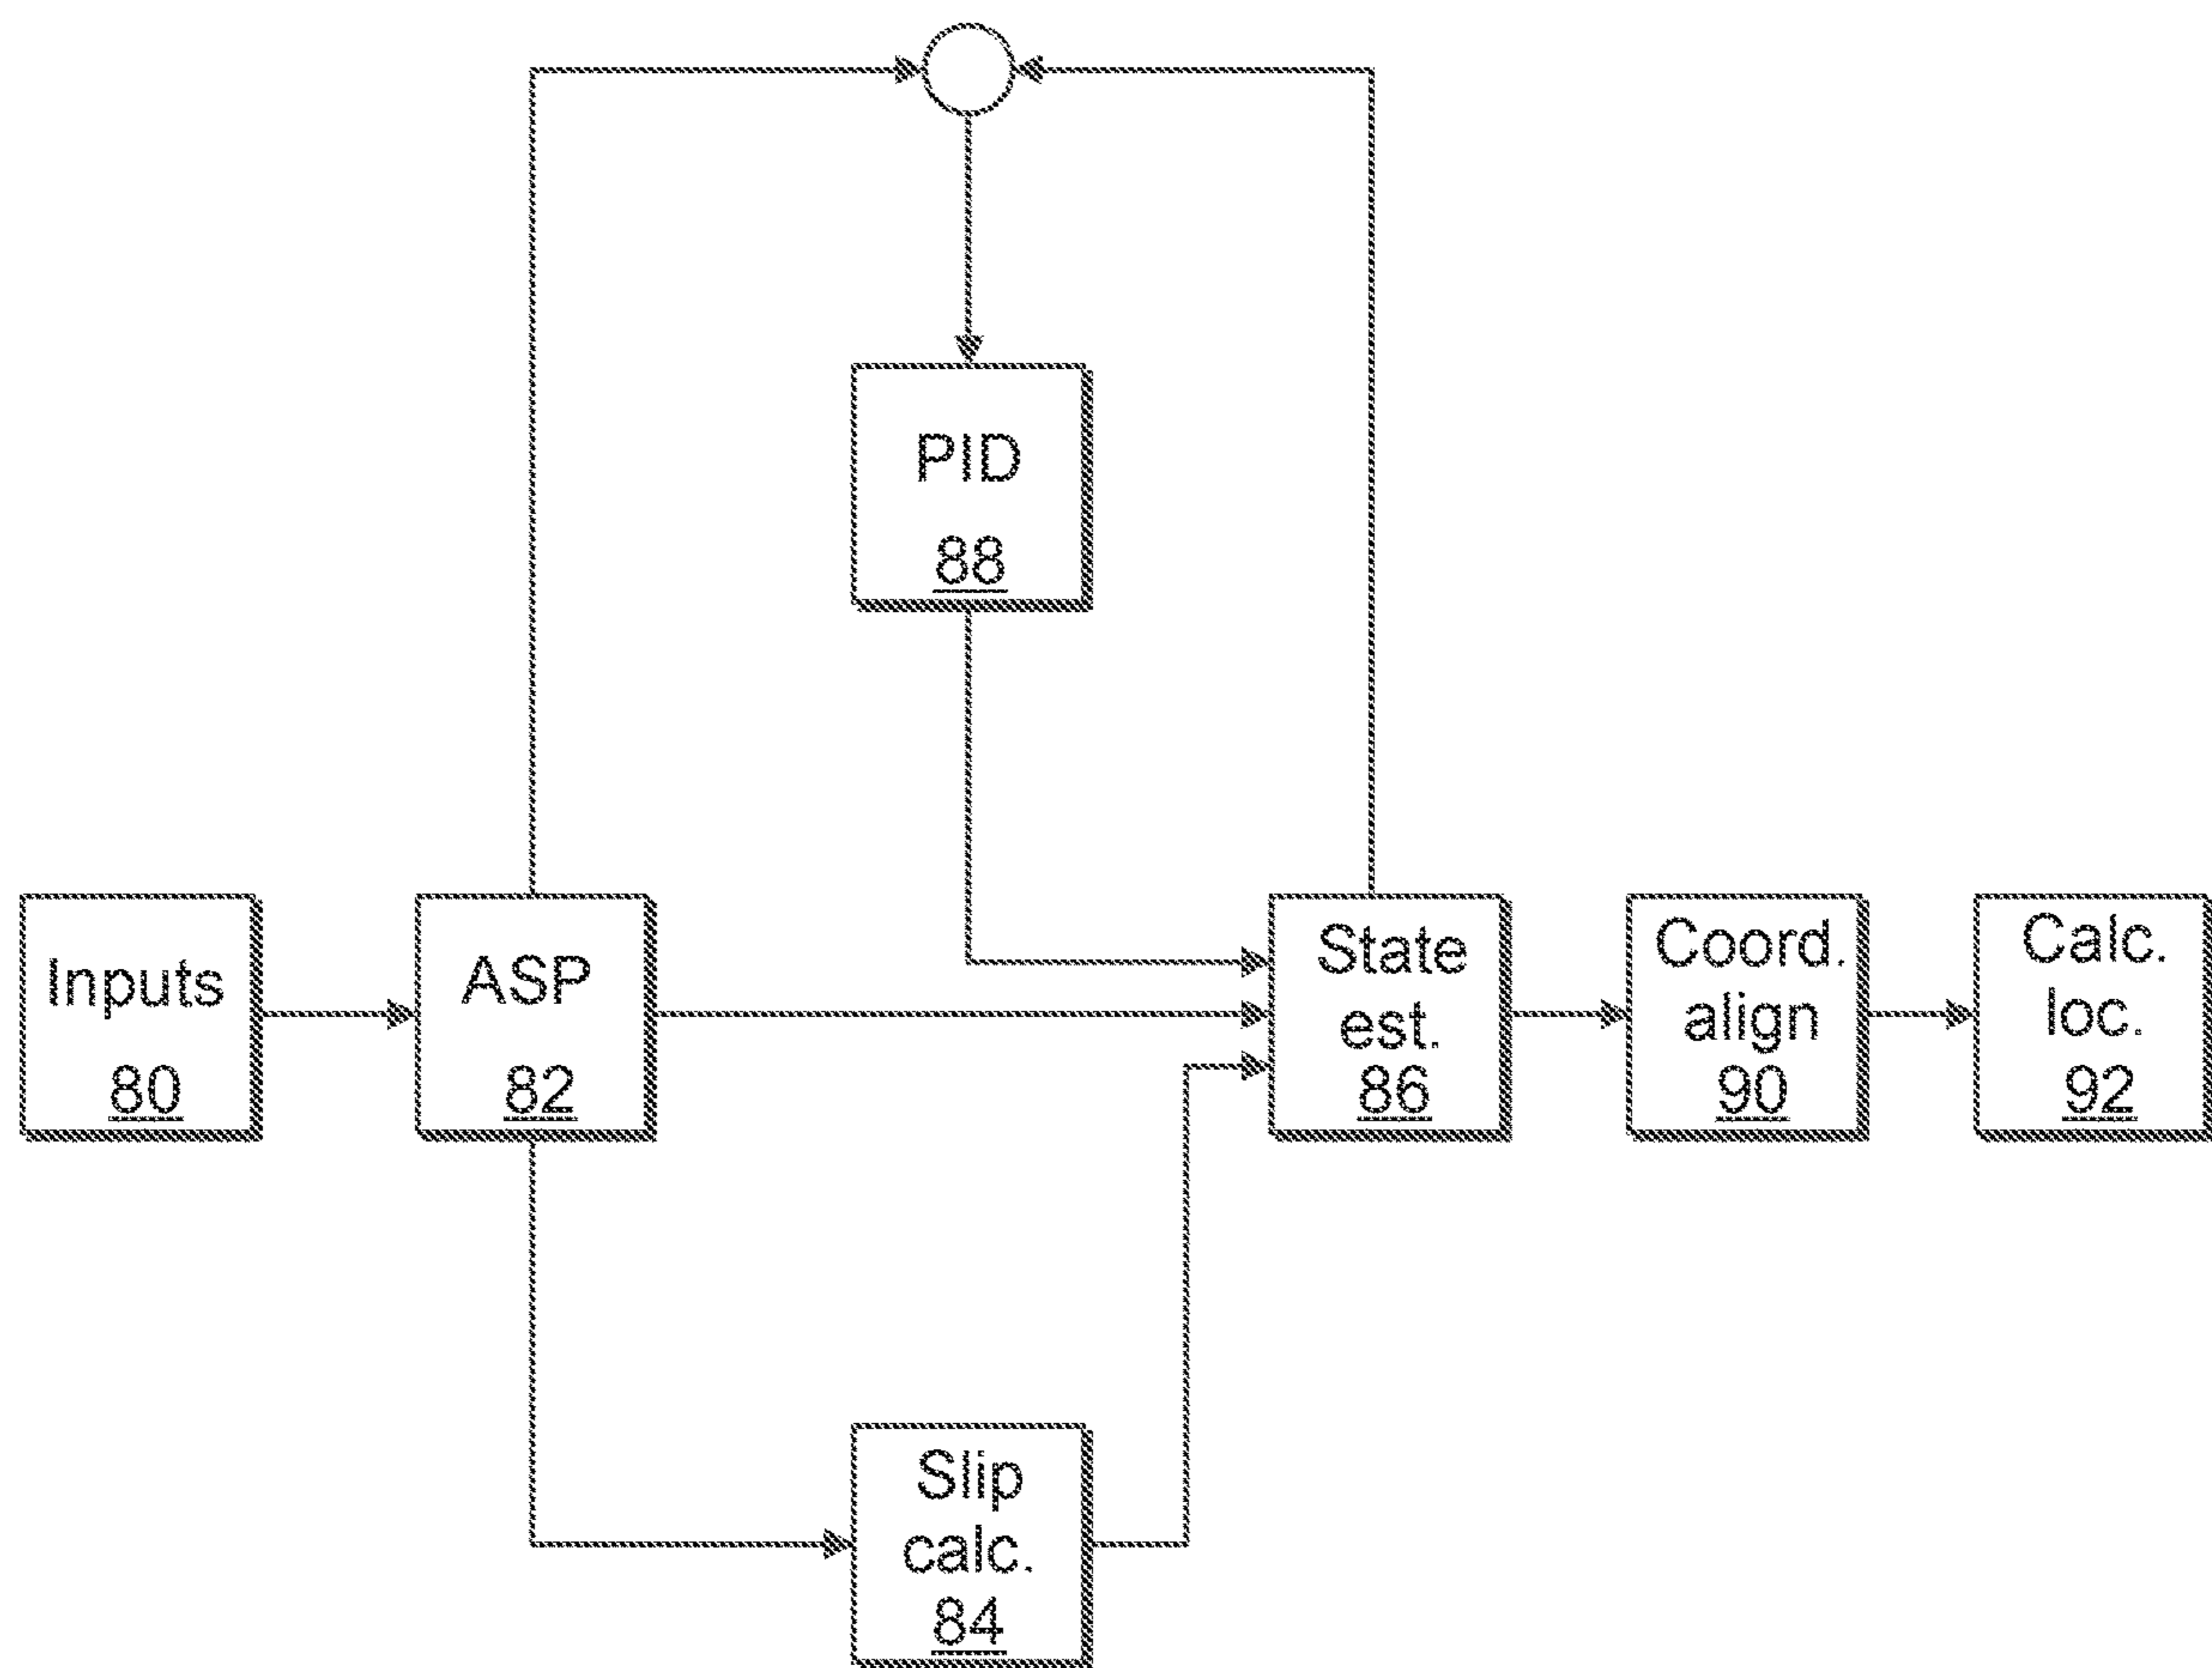 PID
88
Inputs
80
ASP
82
State
est.
86
Coord.
align
90
Calc.
loc.
92
Slip
calc.
84